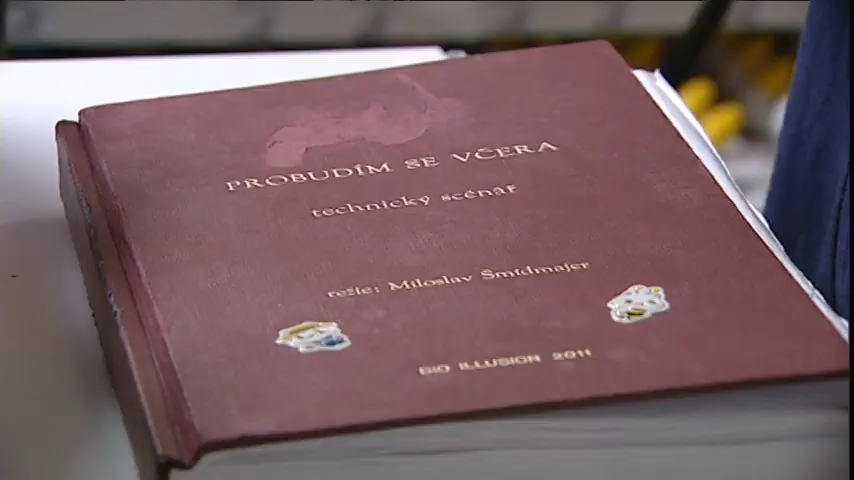 PROBUDÍM SE VČERA
technický scénář
režie: Miloslav Šmídmajer
BIO ILLUSION 2011